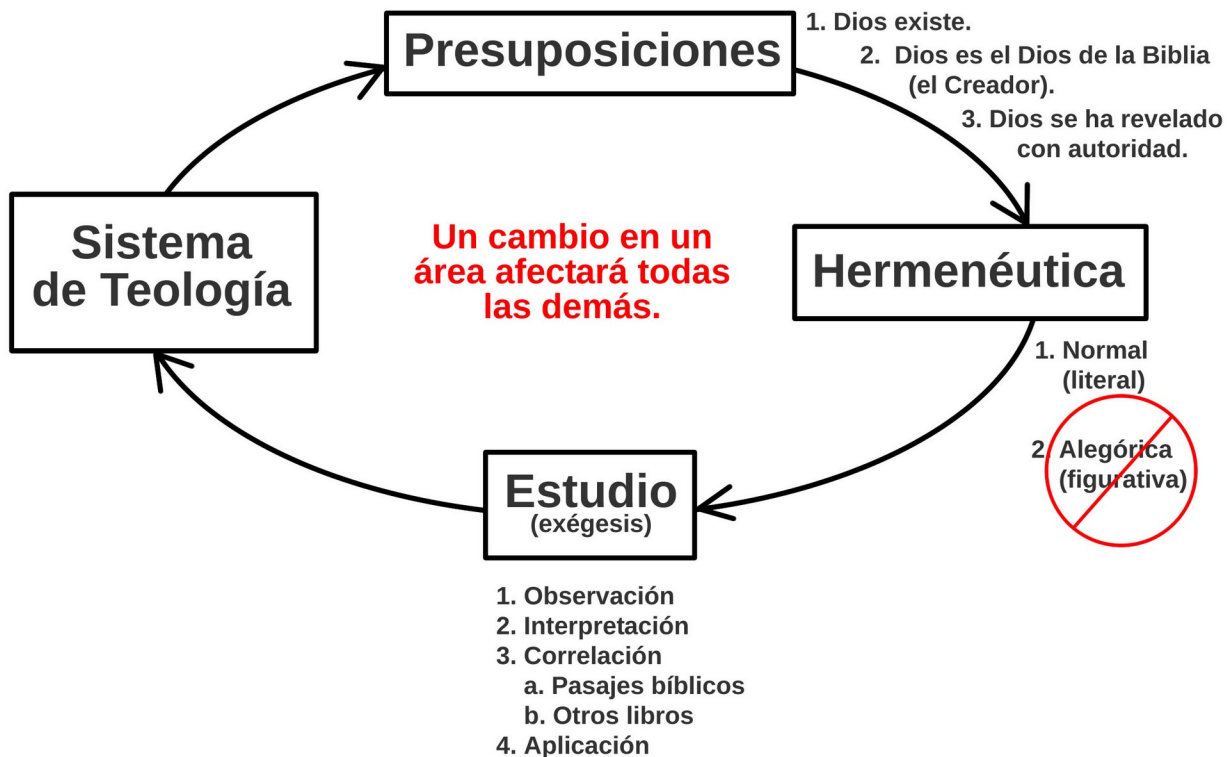 Presuposiciones
1. Dios existe.
2. Dios es el Dios de la Biblia
(el Creador).
3. Dios se ha revelado
con autoridad.
Hermenéutica
1. Normal
(literal)
2. Alegórica
(figurativa)
Estudio
(exégesis)
1. Observación
2. Interpretación
3. Correlación
a. Pasajes bíblicos
b. Otros libros
4. Aplicación
Sistema
de Teología
Un cambio en un
área afectará todas
las demás.